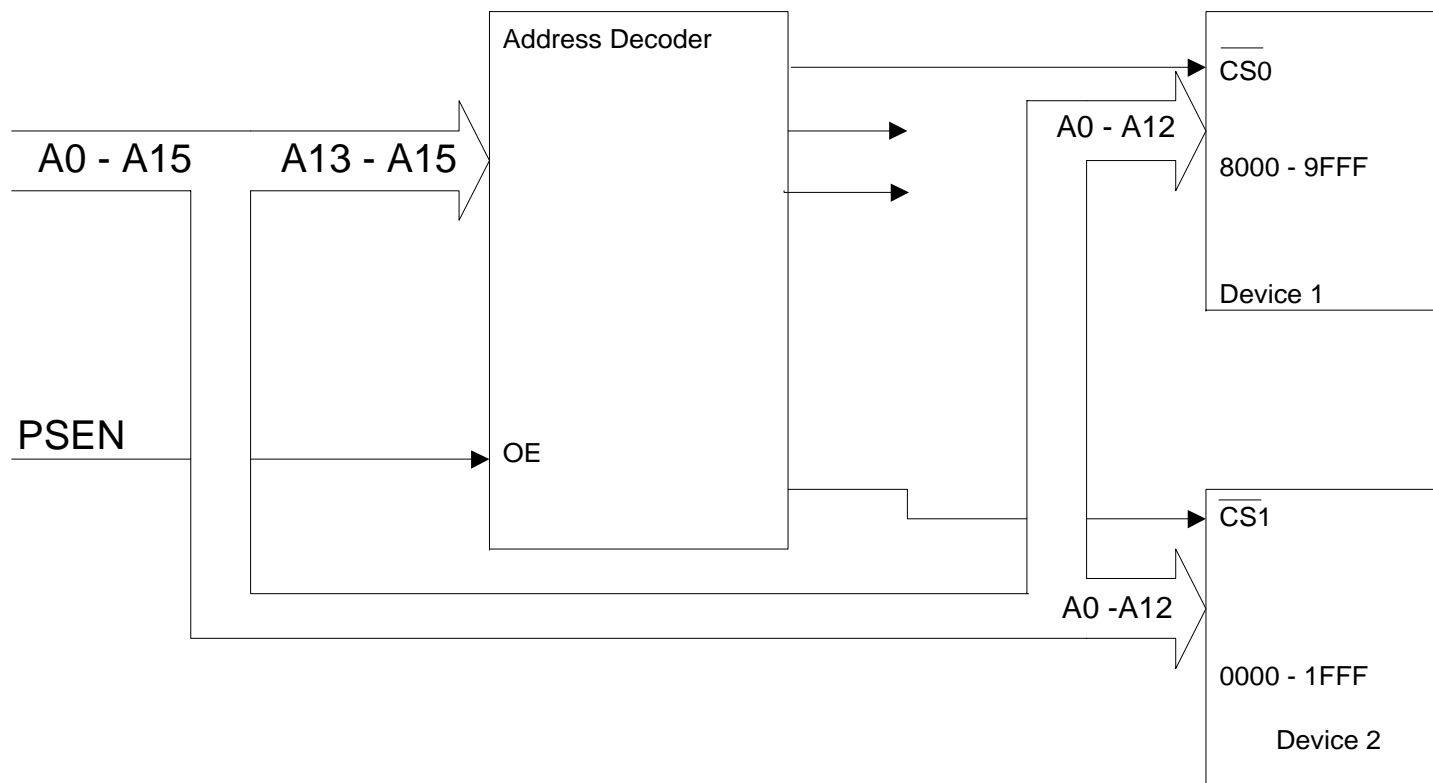 Address Decoder
CS0
A0 - A12
A0 - A15
A13 - A15
8000 - 9FFF
Device 1
PSEN
OE
CS1
A0 -A12
0000 - 1FFF
Device 2